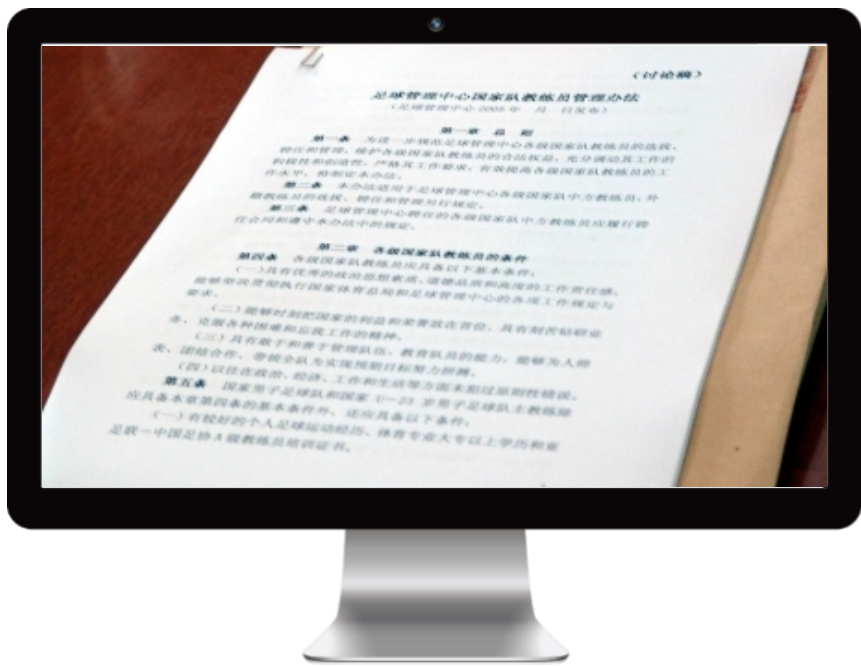 (讨论稿)
足球管理中心国家队教练员管理办法
(足球管理中心2005年 月 日发布)
第一章 总 则
第一条 为进一步规范足球管理中心各级国家队教练员的选拔、
聘任和管理,维护各级国家队教练员的合法权益,充分调动其工作的
积极性和创造性,严格其工作要求,有效提高各级国家队教练员的工
作水平,特制定本办法。
第二条 本办法适用于足球管理中心各级国家队中方教练员,外
籍教练员的选拔、聘任和管理另行规定。
第三条 足球管理中心聘任的各级国家队中方教练员应履行聘
任合同和遵守本办法中的规定。
第二章 各级国家队教练员的条件
第四条 各级国家队教练员应具备以下基本条件:
(一)具有优秀的政治思想素质、道德品质和高度的工作责任感,
能够坚决贯彻执行国家体育总局和足球管理中心的各项工作规定与
要求。
(二)能够时刻把国家的利益和荣誉放在首位,具有刻苦钻研业
务、克服各种困难和忘我工作的精神。
(三)具有敢于和善于管理队伍、教育队员的能力,能够为人师
表、团结合作、带领全队为实现预期目标努力拼搏。
(四)以往在政治、经济、工作和生活等方面未犯过原则性错误。
第五条 国家男子足球队和国家 U-23 岁男子足球队主教练除
应具备本章第四条的基本条件外,还应具备以下条件:
(一)有较好的个人足球运动经历、体育专业大专以上学历和亚
足联-中国足协A级教练员培训证书。